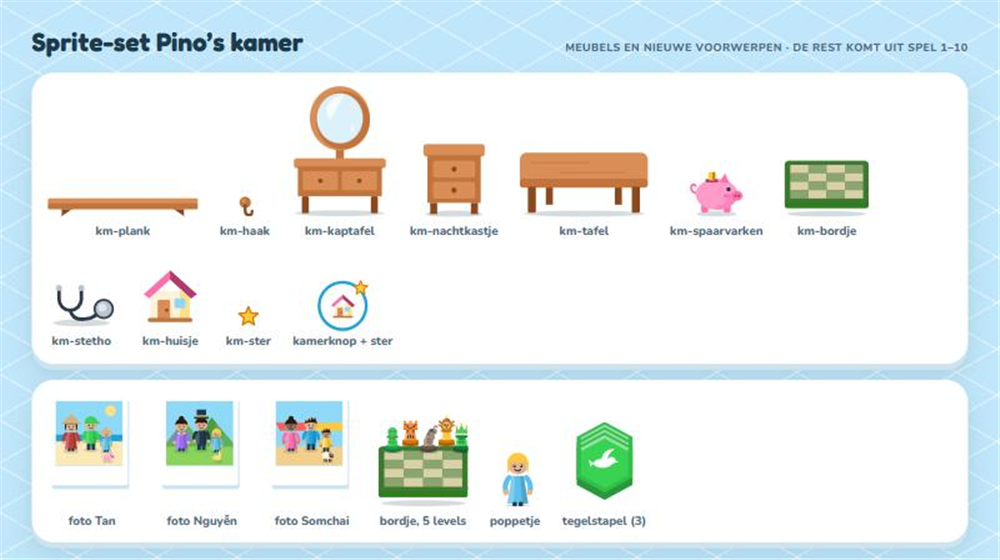 Sprite-set Pino's kamer
MEUBELS EN NIEUWE VOORWERPEN · DE REST KOMT UIT SPEL 1–10
km-plank
km-haak
km-kaptafel
km-nachtkastje
km-tafel
km-spaarvarken
km-bordje
km-stetho
km-huisje
km-ster
kamerknop + ster
foto Tan
foto Nguyễn
foto Somchai
bordje, 5 levels
poppetje
tegelstapel (3)